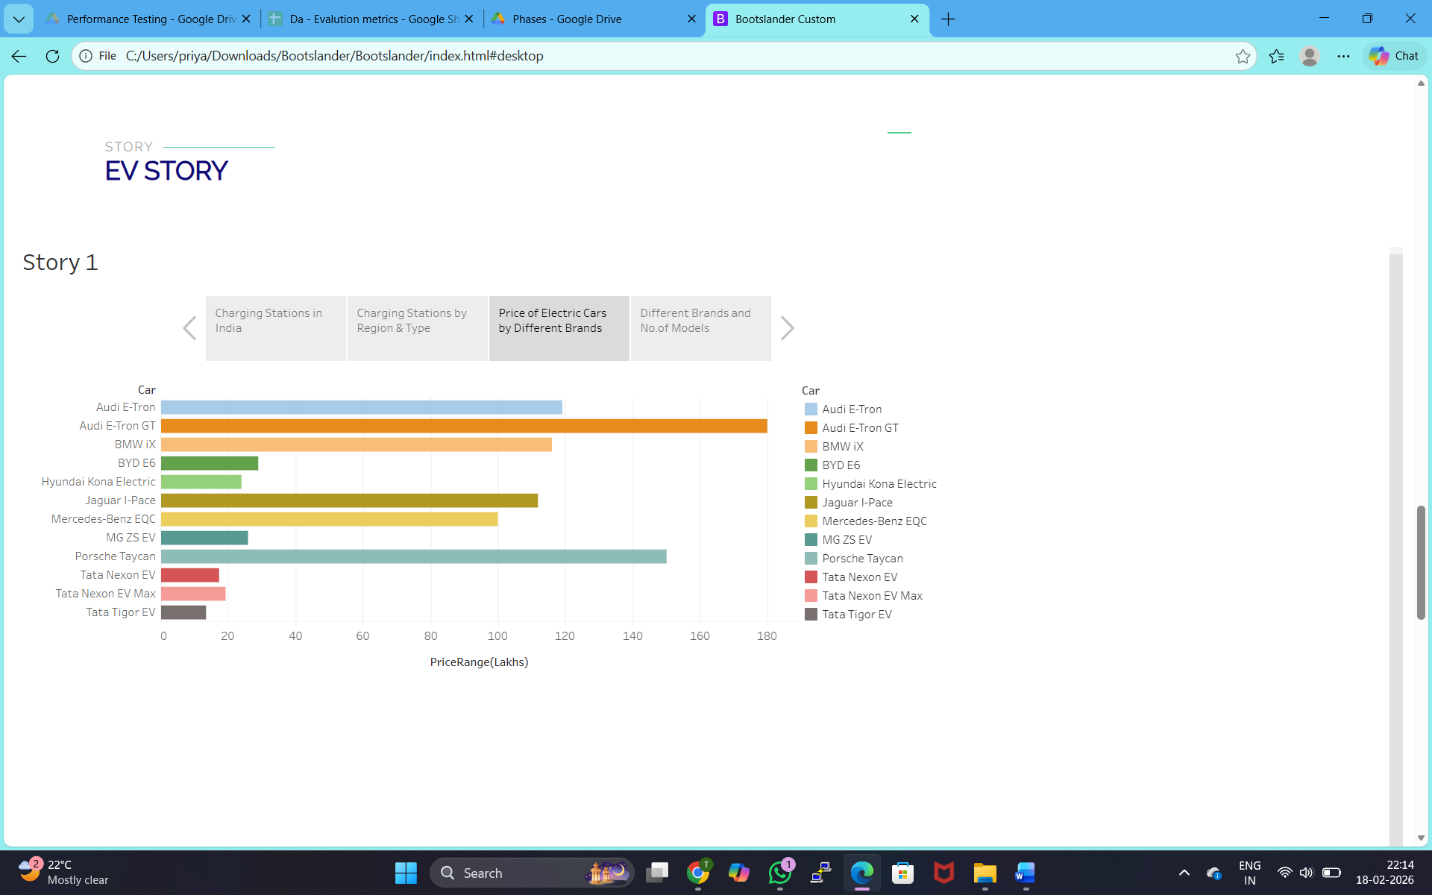 Performance Testing - Google Driv
Da - Evalution metrics - Google Sh
Phases - Google Drive
Bootslander Custom
File
C:/Users/priya/Downloads/Bootslander/Bootslander/index.html#desktop
Chat
STORY
EV STORY
Story 1
Charging Stations in
India
Charging Stations by
Region & Type
Price of Electric Cars
by Different Brands
Different Brands and
No.of Models
Car
Audi E-Tron
Audi E-Tron GT
BMW iX
BYD E6
Hyundai Kona Electric
Jaguar I-Pace
Mercedes-Benz EQC
MG ZS EV
Porsche Taycan
Tata Nexon EV
Tata Nexon EV Max
Tata Tigor EV
0 20 40 60 80 100 120 140 160 180
PriceRange(Lakhs)
Car
Audi E-Tron
Audi E-Tron GT
BMW iX
BYD E6
Hyundai Kona Electric
Jaguar I-Pace
Mercedes-Benz EQC
MG ZS EV
Porsche Taycan
Tata Nexon EV
Tata Nexon EV Max
Tata Tigor EV
2
22°C
Mostly clear
Search
T
1
W
ENG
IN
22:14
18-02-2026